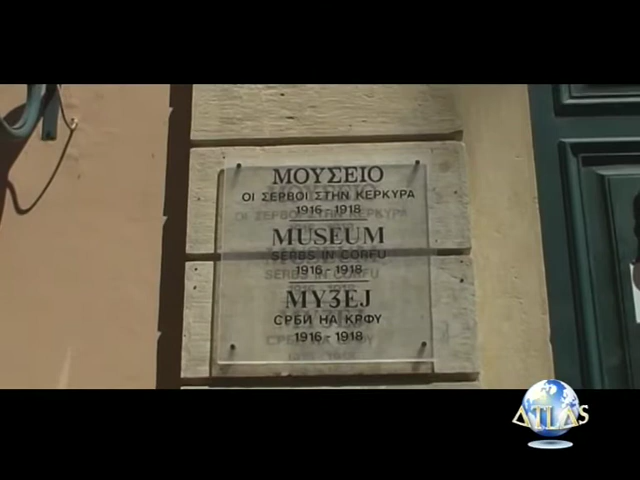 ΜΟΥΣΕΙΟ
ΟΙ ΣΕΡΒΟΙ ΣΤΗΝ ΚΕΡΚΥΡΑ
1916 - 1918
MUSEUM
SERBS IN CORFU
1916 - 1918
МУЗЕЈ
СРБИ НА КРФУ
1916 - 1918
ATLAS